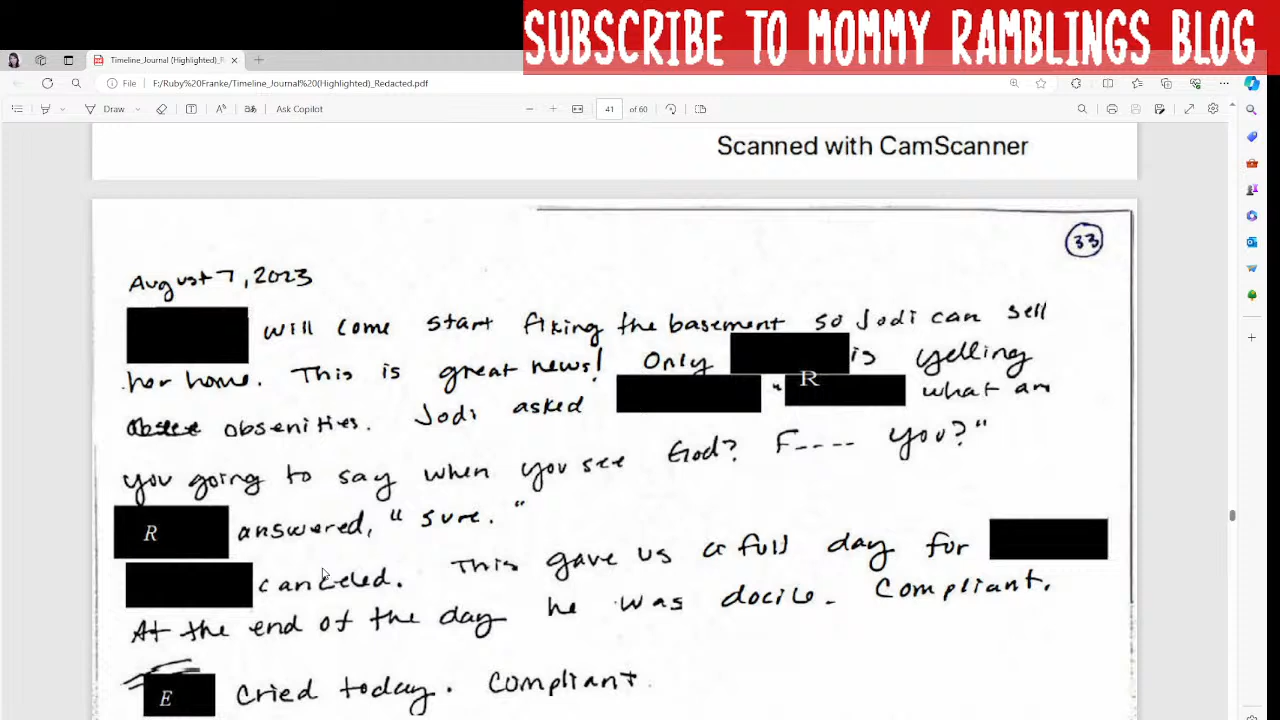 SUBSCRIBE TO MOMMY RAMBLINGS BLOG
Timeline_Journal (Highlighted)_R
File F:/Ruby%20Franke/Timeline_Journal%20(Highlighted)_Redacted.pdf
Draw Ask Copilot 41 of 60
Scanned with CamScanner
33
August 7, 2023
will come start fixing the basement so Jodi can sell
her home. This is great news! Only is yelling
obsenities. Jodi asked " R what are
you going to say when you see God? F---- you?"
R answered, "sure."
canceled. This gave us a full day for
At the end of the day he was docile. Compliant.
E Cried today. Compliant.